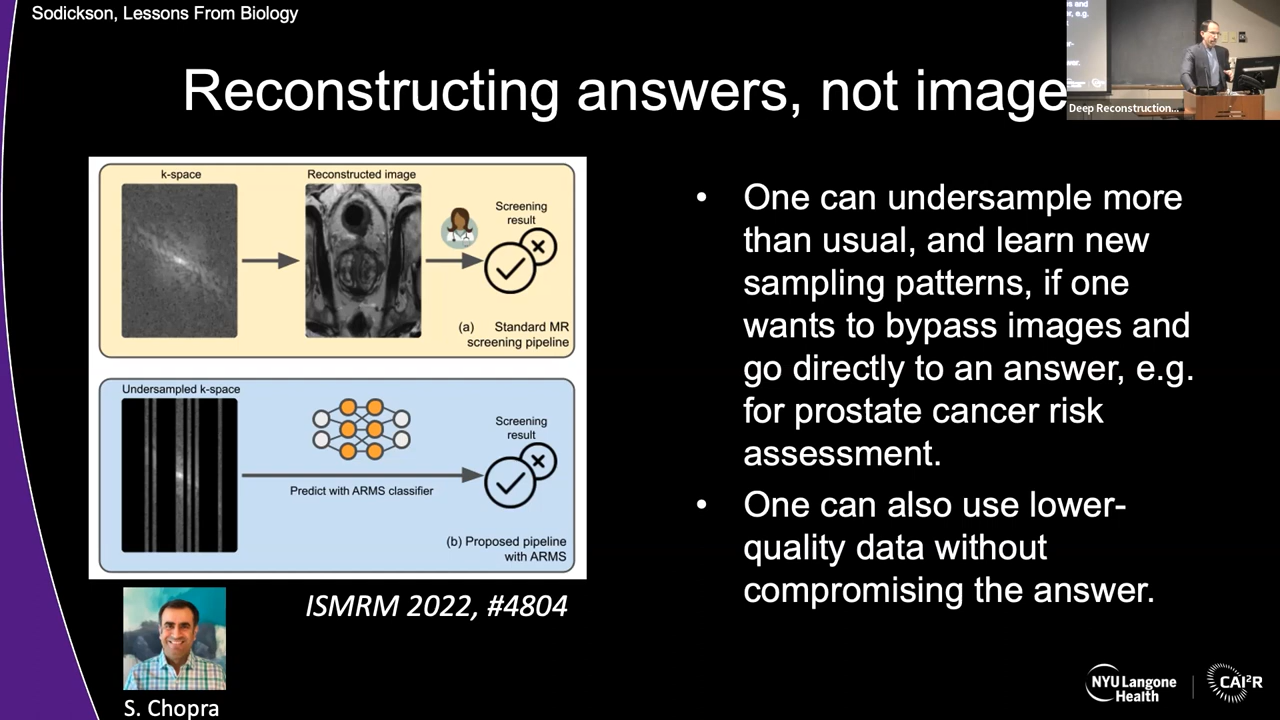 Sodickson, Lessons From Biology
Reconstructing answers, not image
Deep Reconstruction...
k-space
Reconstructed image
Screening
result
(a) Standard MR
screening pipeline
Undersampled k-space
Screening
result
Predict with ARMS classifier
(b) Proposed pipeline
with ARMS
ISMRM 2022, #4804
S. Chopra
• One can undersample more
than usual, and learn new
sampling patterns, if one
wants to bypass images and
go directly to an answer, e.g.
for prostate cancer risk
assessment.
• One can also use lower-
quality data without
compromising the answer.
NYU Langone
Health
CAI²R